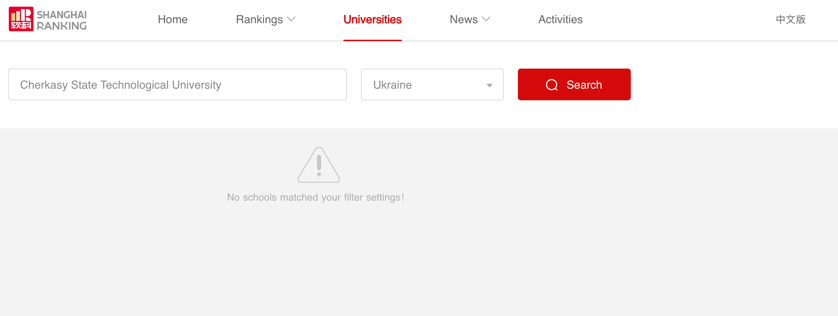 软科 SHANGHAI RANKING
Home Rankings Universities News Activities 中文版
Cherkasy State Technological University Ukraine Search
No schools matched your filter settings!